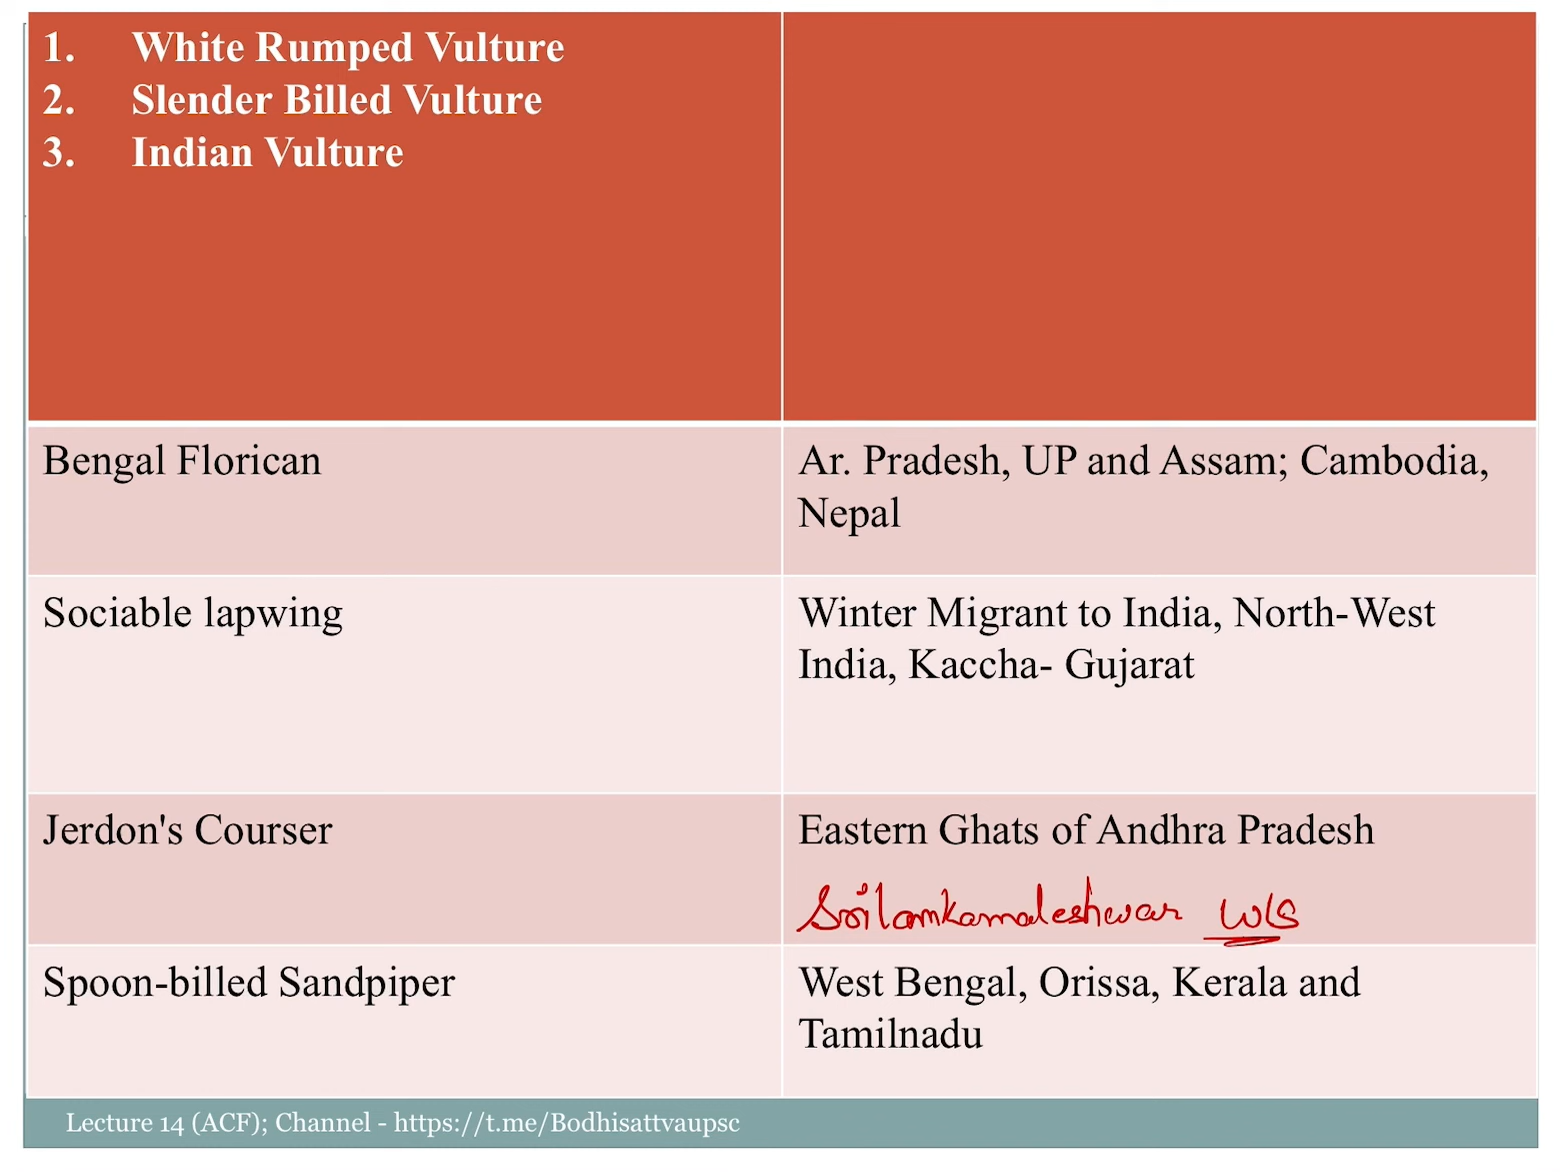 1. White Rumped Vulture
2. Slender Billed Vulture
3. Indian Vulture
Bengal Florican
Ar. Pradesh, UP and Assam; Cambodia,
Nepal
Sociable lapwing
Winter Migrant to India, North-West
India, Kaccha- Gujarat
Jerdon's Courser
Eastern Ghats of Andhra Pradesh
Srilamkamaleshwar WLS
Spoon-billed Sandpiper
West Bengal, Orissa, Kerala and
Tamilnadu
Lecture 14 (ACF); Channel - https://t.me/Bodhisattvaupsc